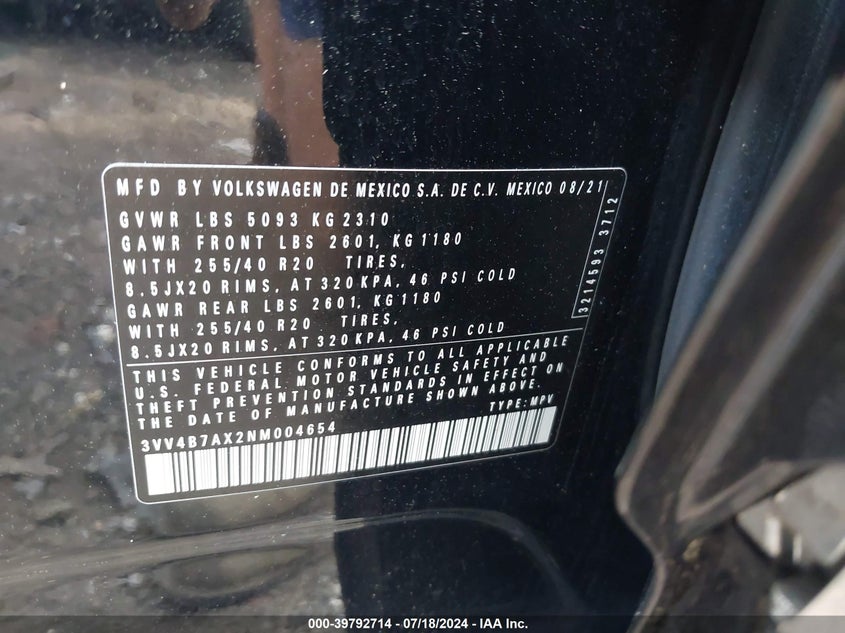 MFD BY VOLKSWAGEN DE MEXICO S.A. DE C.V. MEXICO 08/21
GVWR LBS 5093 KG 2310
GAWR FRONT LBS 2601, KG 1180
WITH 255/40 R20 TIRES,
8.5JX20 RIMS, AT 320 KPA, 46 PSI COLD
GAWR REAR LBS 2601, KG 1180
WITH 255/40 R20 TIRES,
8.5JX20 RIMS, AT 320 KPA, 46 PSI COLD
3214593 3712
THIS VEHICLE CONFORMS TO ALL APPLICABLE
U.S. FEDERAL MOTOR VEHICLE SAFETY AND
THEFT PREVENTION STANDARDS IN EFFECT ON
THE DATE OF MANUFACTURE SHOWN ABOVE.
TYPE: MPV
3VV4B7AX2NM004654
000-39792714 - 07/18/2024 - IAA Inc.